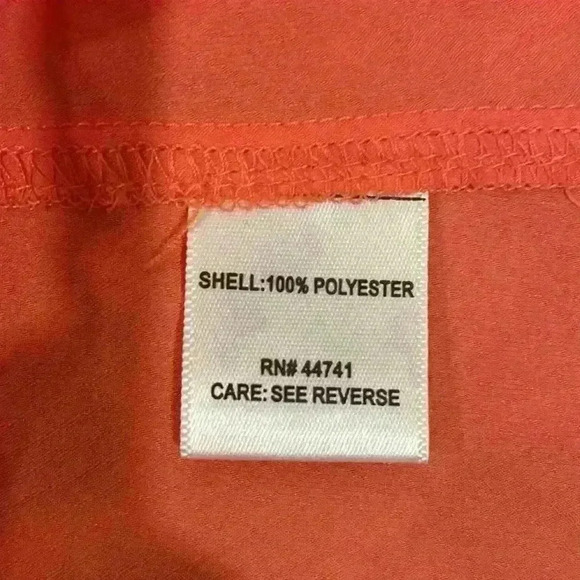 SHELL:100% POLYESTER
RN# 44741
CARE: SEE REVERSE